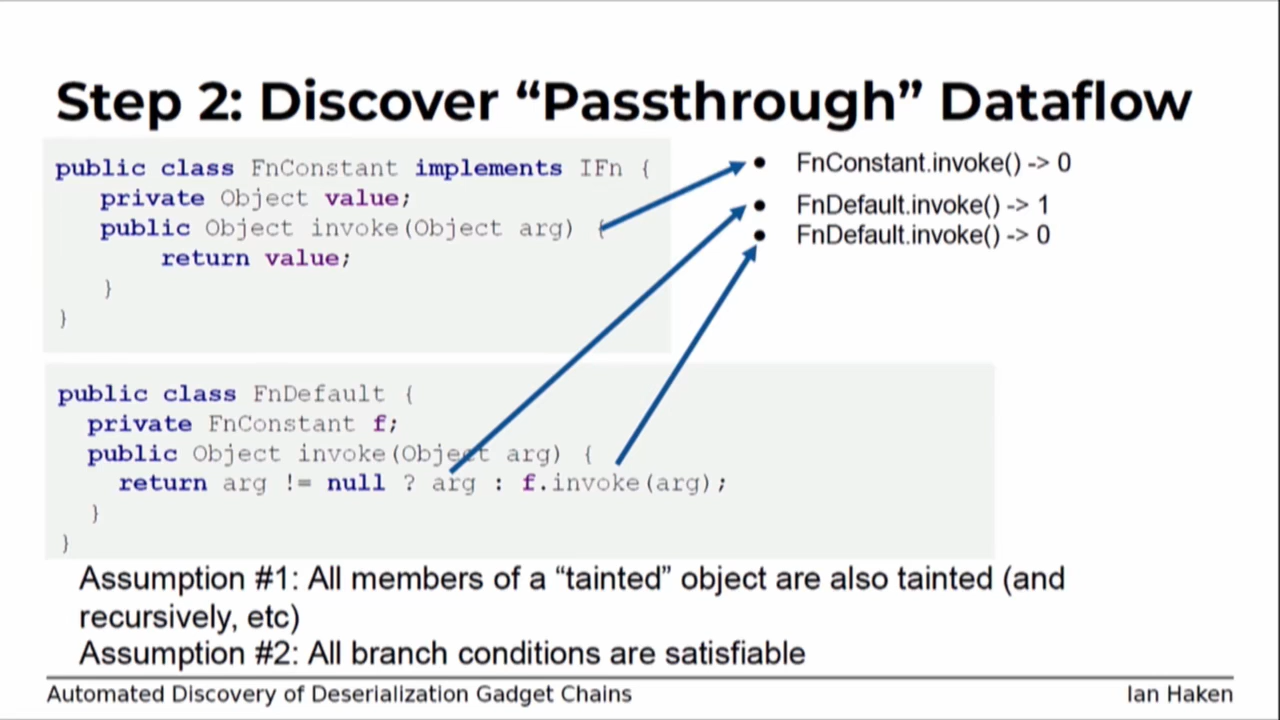 Step 2: Discover “Passthrough” Dataflow
public class FnConstant implements IFn {
private Object value;
public Object invoke(Object arg) {
return value;
}
}
FnConstant.invoke() -> 0
FnDefault.invoke() -> 1
FnDefault.invoke() -> 0
public class FnDefault {
private FnConstant f;
public Object invoke(Object arg) {
return arg != null ? arg : f.invoke(arg);
}
}
Assumption #1: All members of a “tainted” object are also tainted (and
recursively, etc)
Assumption #2: All branch conditions are satisfiable
Automated Discovery of Deserialization Gadget Chains
Ian Haken